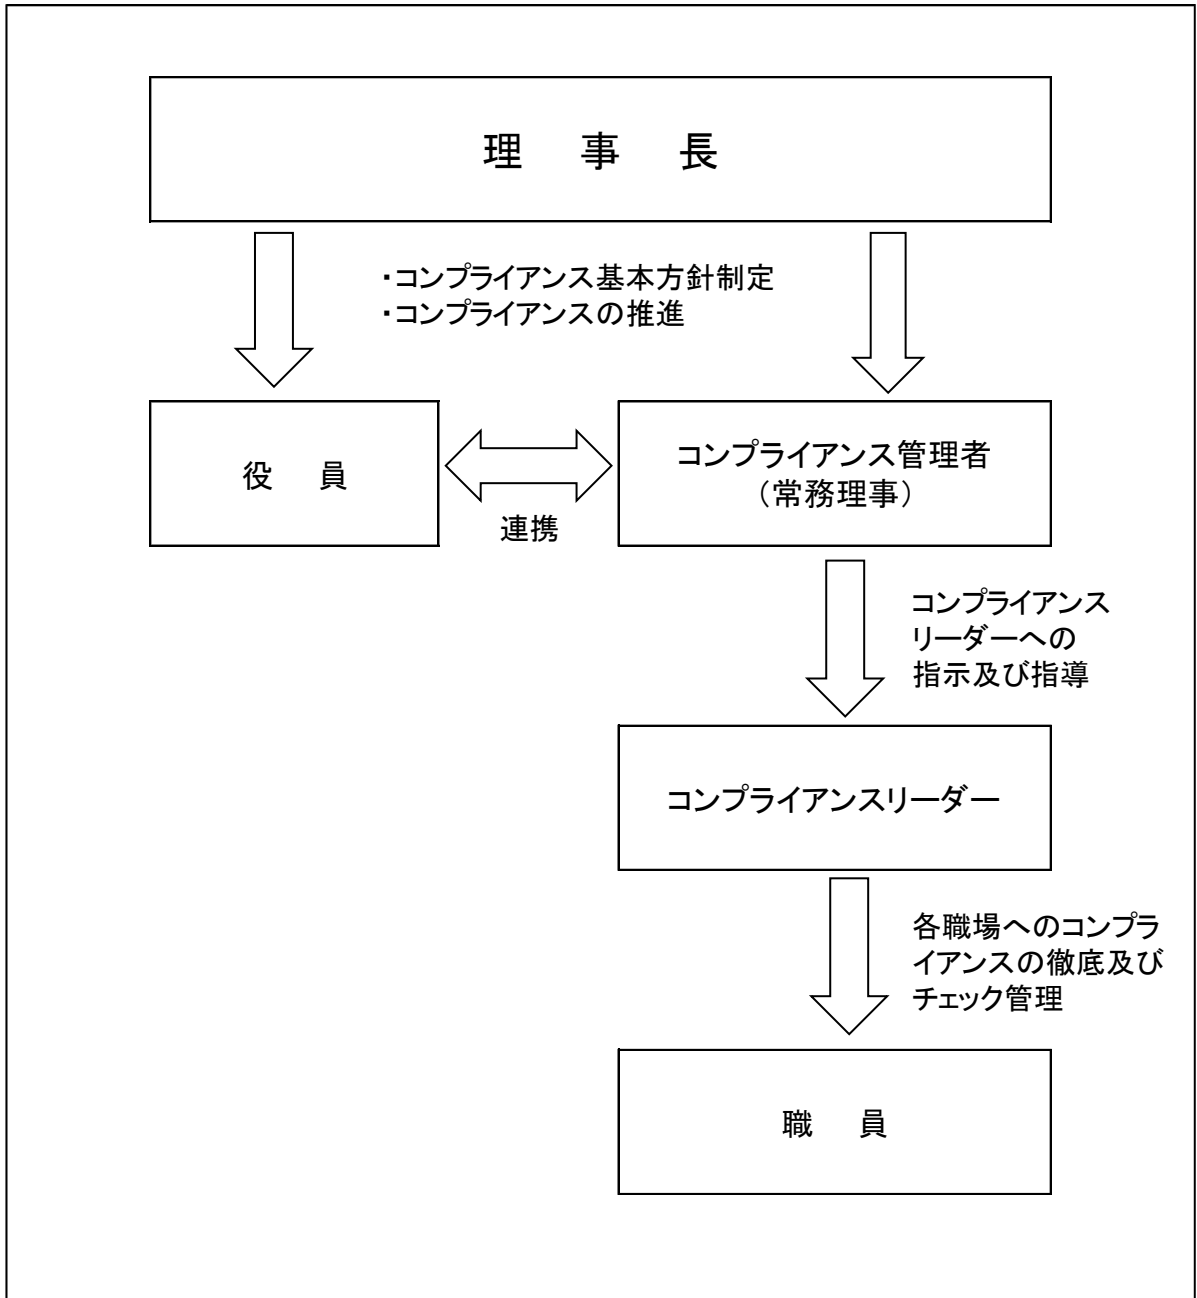 理 事 長
・コンプライアンス基本方針制定
・コンプライアンスの推進
役 員
連携
コンプライアンス管理者
（常務理事）
コンプライアンス
リーダーへの
指示及び指導
コンプライアンスリーダー
各職場へのコンプラ
イアンスの徹底及び
チェック管理
職 員